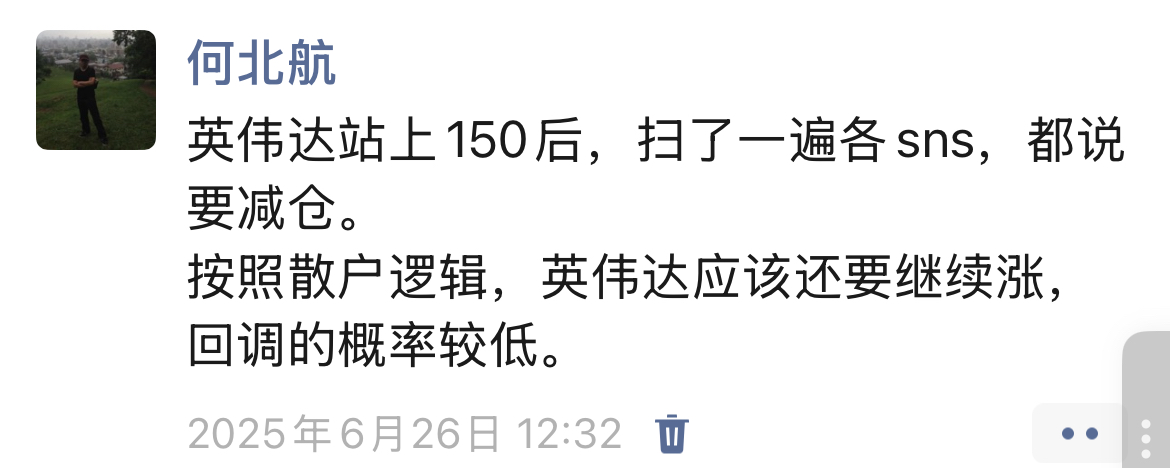 何北航
英伟达站上150后，扫了一遍各sns，都说
要减仓。
按照散户逻辑，英伟达应该还要继续涨，
回调的概率较低。
2025年6月26日 12:32